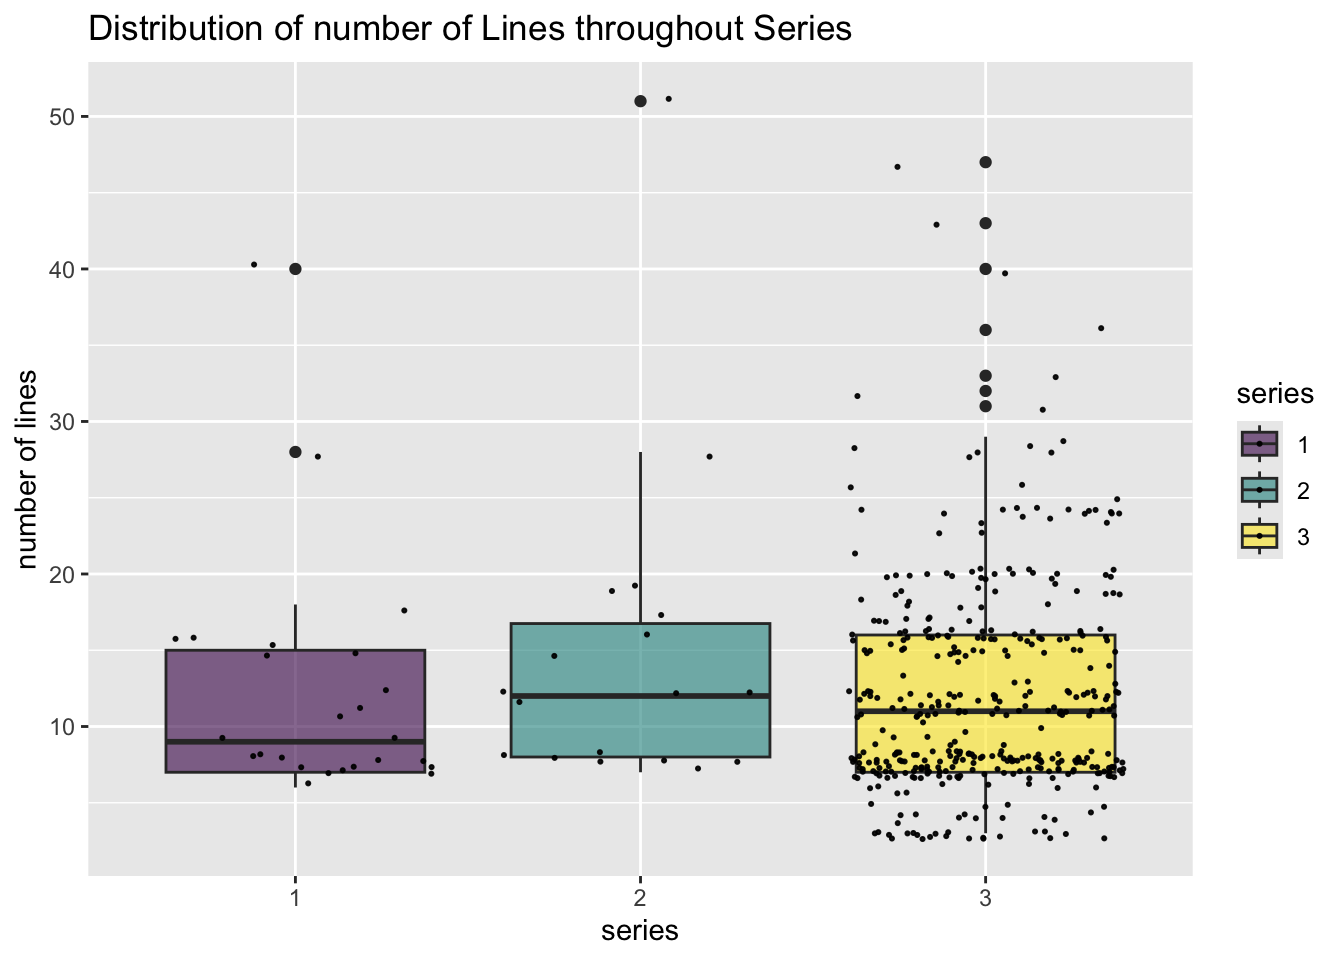 Distribution of number of Lines throughout Series
50
40
30
20
10
number of lines
1 2 3
series
series
1
2
3